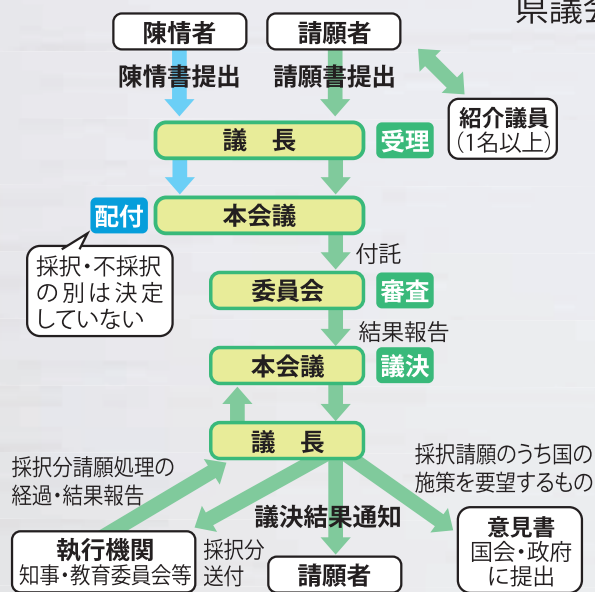 県議会
陳情者
請願者
陳情書提出
請願書提出
紹介議員
(1名以上)
議　長
受理
配付
本会議
採択・不採択
の別は決定
していない
付託
委員会
審査
結果報告
本会議
議決
議　長
採択分請願処理の
経過・結果報告
採択請願のうち国の
施策を要望するもの
議決結果通知
執行機関
知事・教育委員会等
採択分
送付
請願者
意見書
国会・政府
に提出